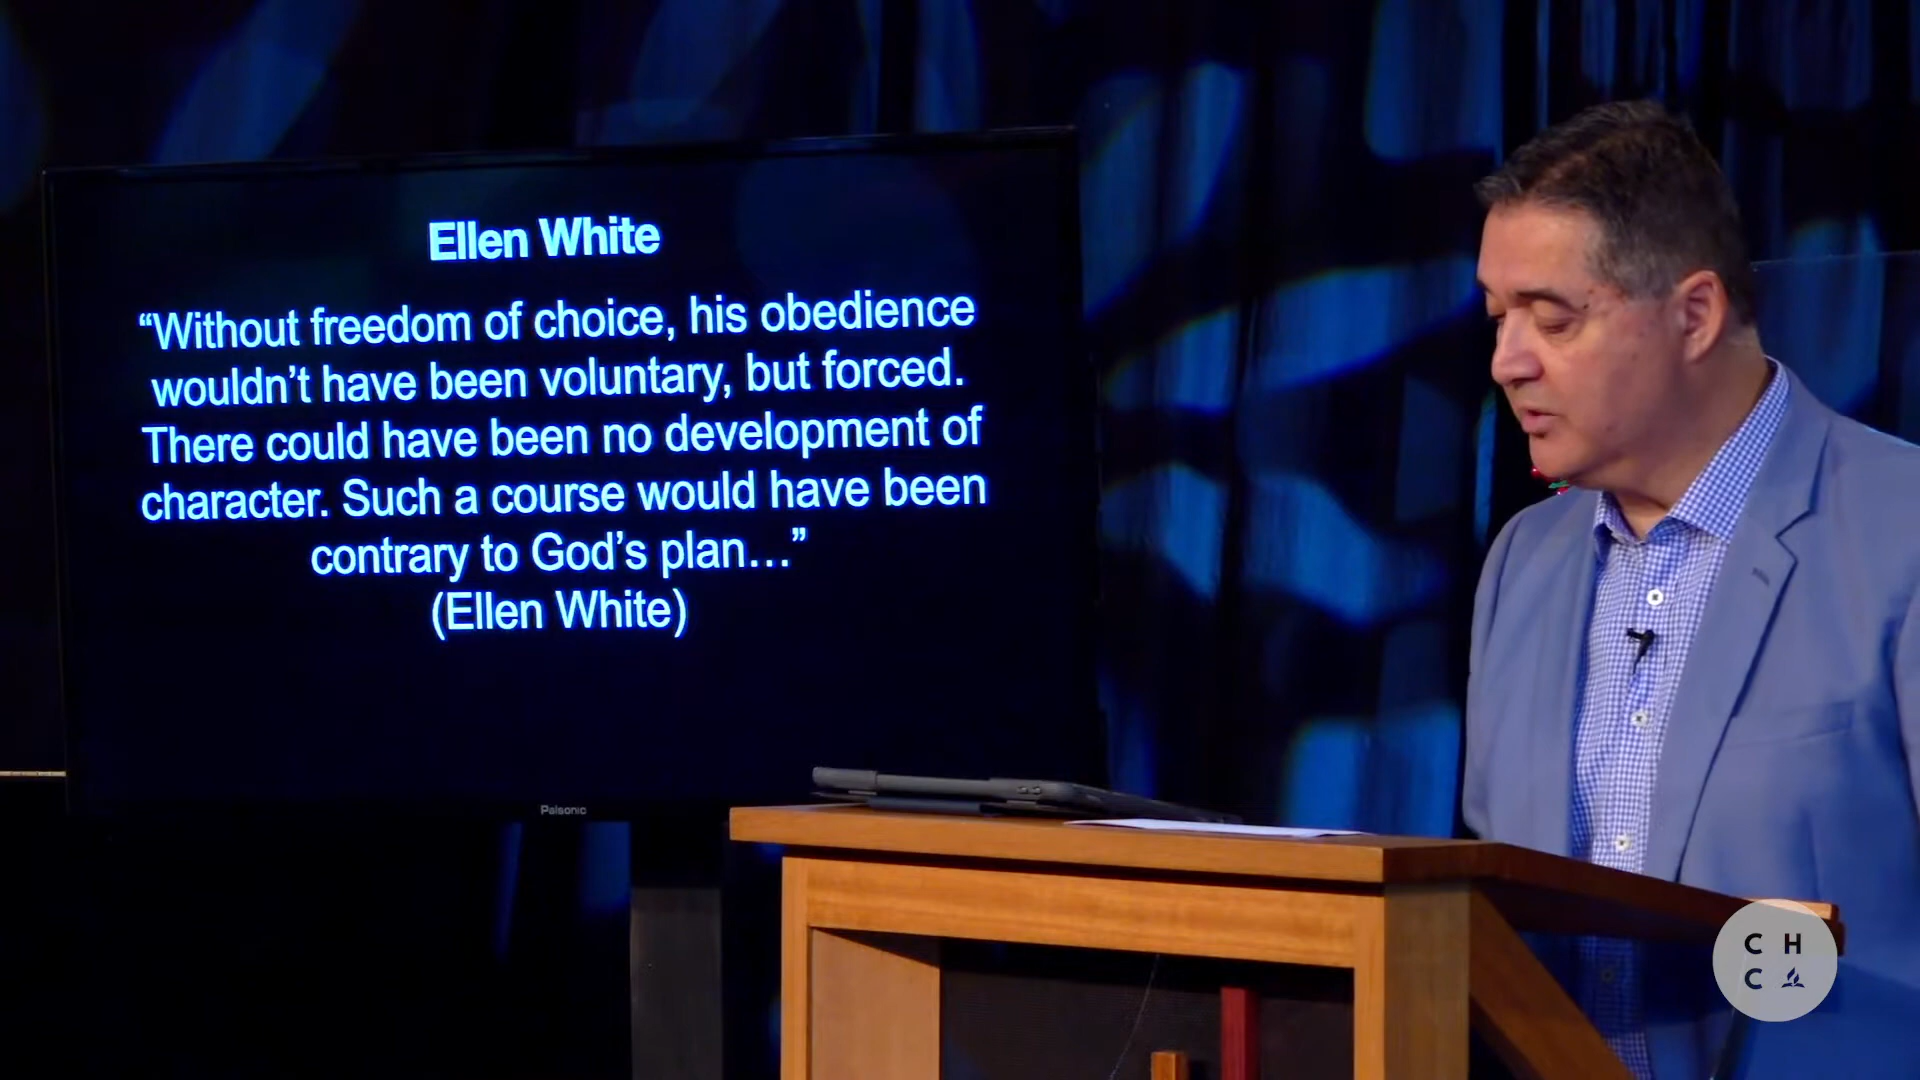 Ellen White
“Without freedom of choice, his obedience
wouldn’t have been voluntary, but forced.
There could have been no development of
character. Such a course would have been
contrary to God’s plan…”
(Ellen White)
Palsonic
C H
C